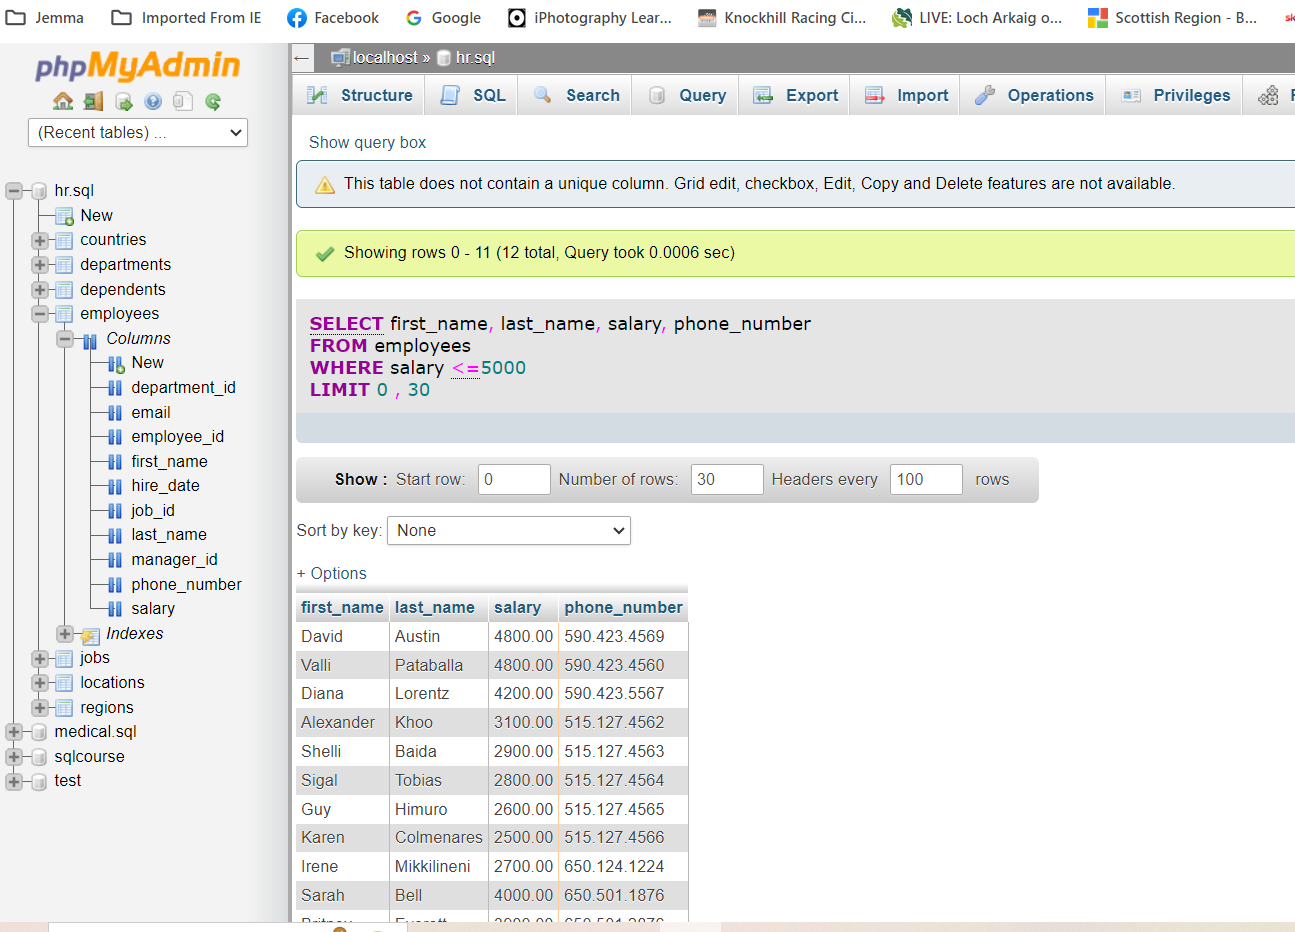 Jemma Imported From IE Facebook Google iPhotography Lear... Knockhill Racing Ci... LIVE: Loch Arkaig o... Scottish Region - B... sk
phpMyAdmin
(Recent tables) ...
hr.sql
New
countries
departments
dependents
employees
Columns
New
department_id
email
employee_id
first_name
hire_date
job_id
last_name
manager_id
phone_number
salary
Indexes
jobs
locations
regions
medical.sql
sqlcourse
test
localhost » hr.sql
Structure SQL Search Query Export Import Operations Privileges
Show query box
This table does not contain a unique column. Grid edit, checkbox, Edit, Copy and Delete features are not available.
Showing rows 0 - 11 (12 total, Query took 0.0006 sec)
SELECT first_name, last_name, salary, phone_number
FROM employees
WHERE salary <=5000
LIMIT 0 , 30
Show : Start row: 0 Number of rows: 30 Headers every 100 rows
Sort by key: None
+ Options
first_name last_name salary phone_number
David Austin 4800.00 590.423.4569
Valli Pataballa 4800.00 590.423.4560
Diana Lorentz 4200.00 590.423.5567
Alexander Khoo 3100.00 515.127.4562
Shelli Baida 2900.00 515.127.4563
Sigal Tobias 2800.00 515.127.4564
Guy Himuro 2600.00 515.127.4565
Karen Colmenares 2500.00 515.127.4566
Irene Mikkilineni 2700.00 650.124.1224
Sarah Bell 4000.00 650.501.1876